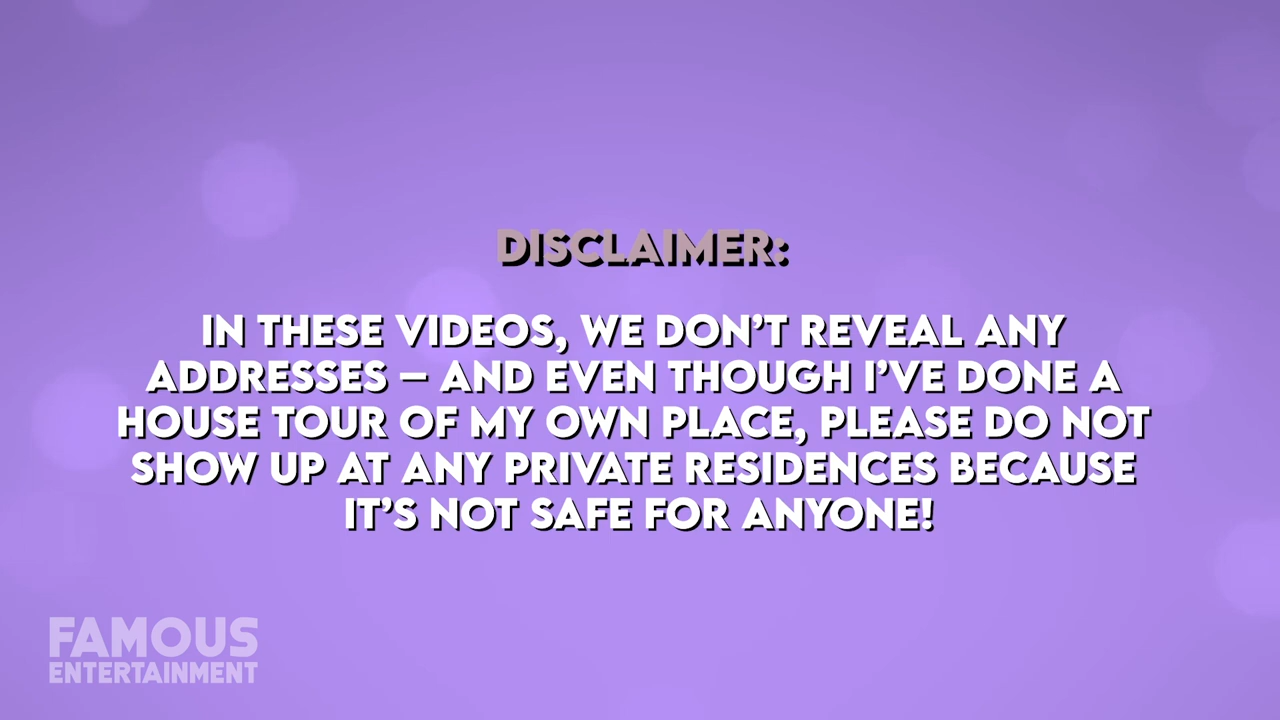 DISCLAIMER:
IN THESE VIDEOS, WE DON'T REVEAL ANY
ADDRESSES – AND EVEN THOUGH I'VE DONE A
HOUSE TOUR OF MY OWN PLACE, PLEASE DO NOT
SHOW UP AT ANY PRIVATE RESIDENCES BECAUSE
IT'S NOT SAFE FOR ANYONE!
FAMOUS
ENTERTAINMENT